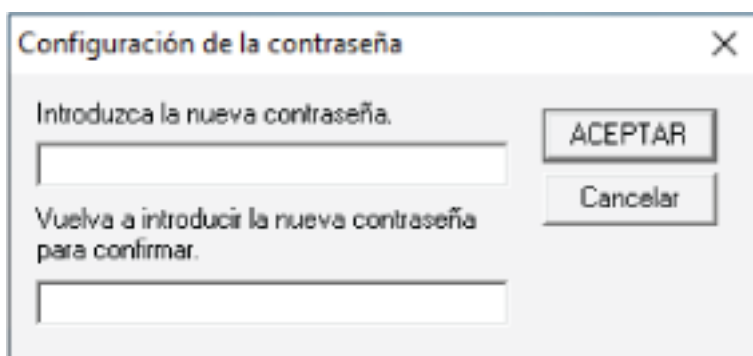 Configuración de la contraseña
Introduzca la nueva contraseña.
ACEPTAR
Cancelar
Vuelva a introducir la nueva contraseña
para confirmar.